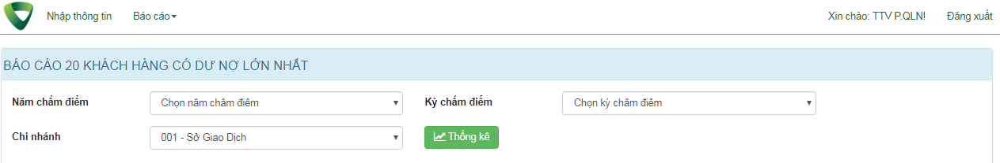 Nhập thông tin Báo cáo Xin chào: TTV P.QLN! Đăng xuất
BÁO CÁO 20 KHÁCH HÀNG CÓ DƯ NỢ LỚN NHẤT
Năm chấm điểm Chọn năm chấm điểm Kỳ chấm điểm Chọn kỳ chấm điểm
Chi nhánh 001 - Sở Giao Dịch Thống kê